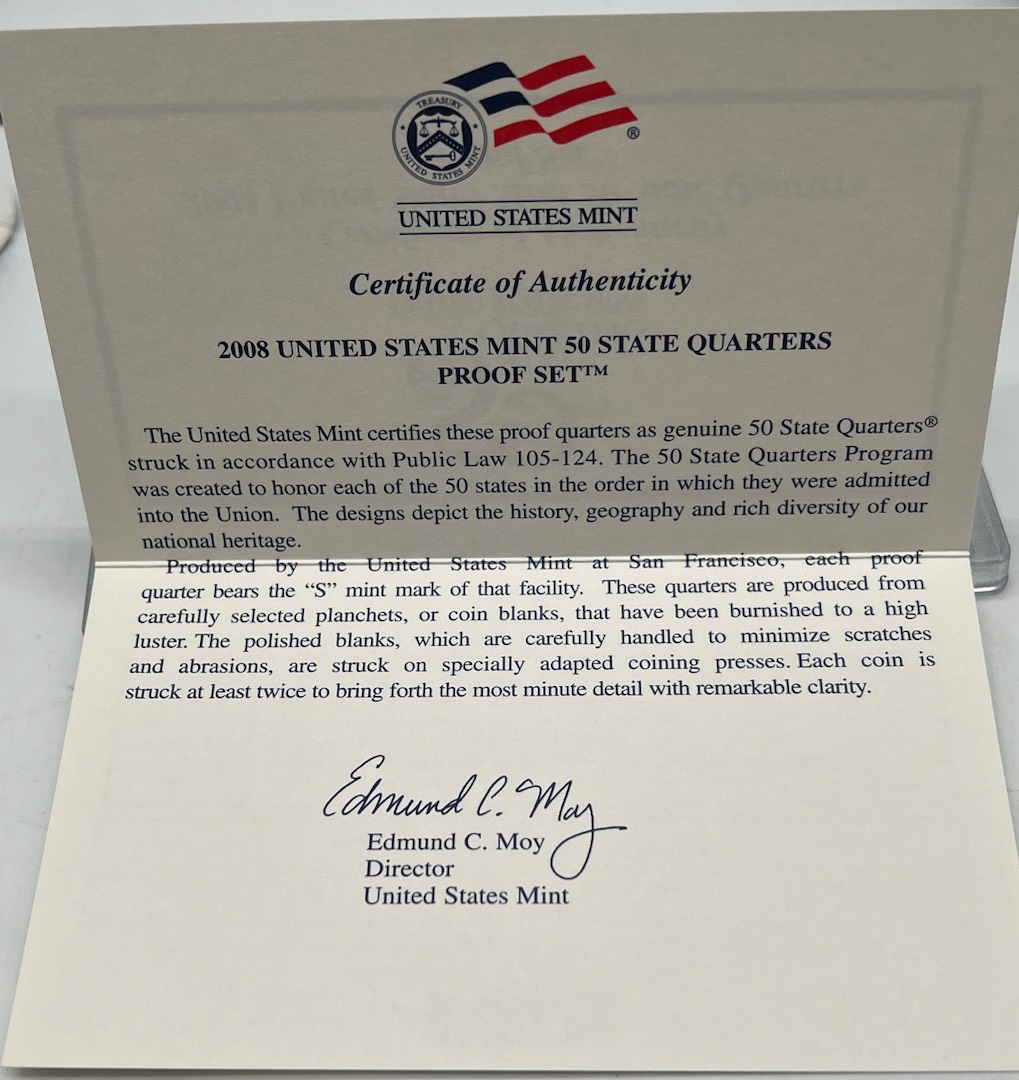 TREASURY
UNITED STATES MINT
®
UNITED STATES MINT
Certificate of Authenticity
2008 UNITED STATES MINT 50 STATE QUARTERS
PROOF SET™
The United States Mint certifies these proof quarters as genuine 50 State Quarters®
struck in accordance with Public Law 105-124. The 50 State Quarters Program
was created to honor each of the 50 states in the order in which they were admitted
into the Union. The designs depict the history, geography and rich diversity of our
national heritage.
Produced by the United States Mint at San Francisco, each proof
quarter bears the “S” mint mark of that facility. These quarters are produced from
carefully selected planchets, or coin blanks, that have been burnished to a high
luster. The polished blanks, which are carefully handled to minimize scratches
and abrasions, are struck on specially adapted coining presses. Each coin is
struck at least twice to bring forth the most minute detail with remarkable clarity.
Edmund C. Moy
Edmund C. Moy
Director
United States Mint